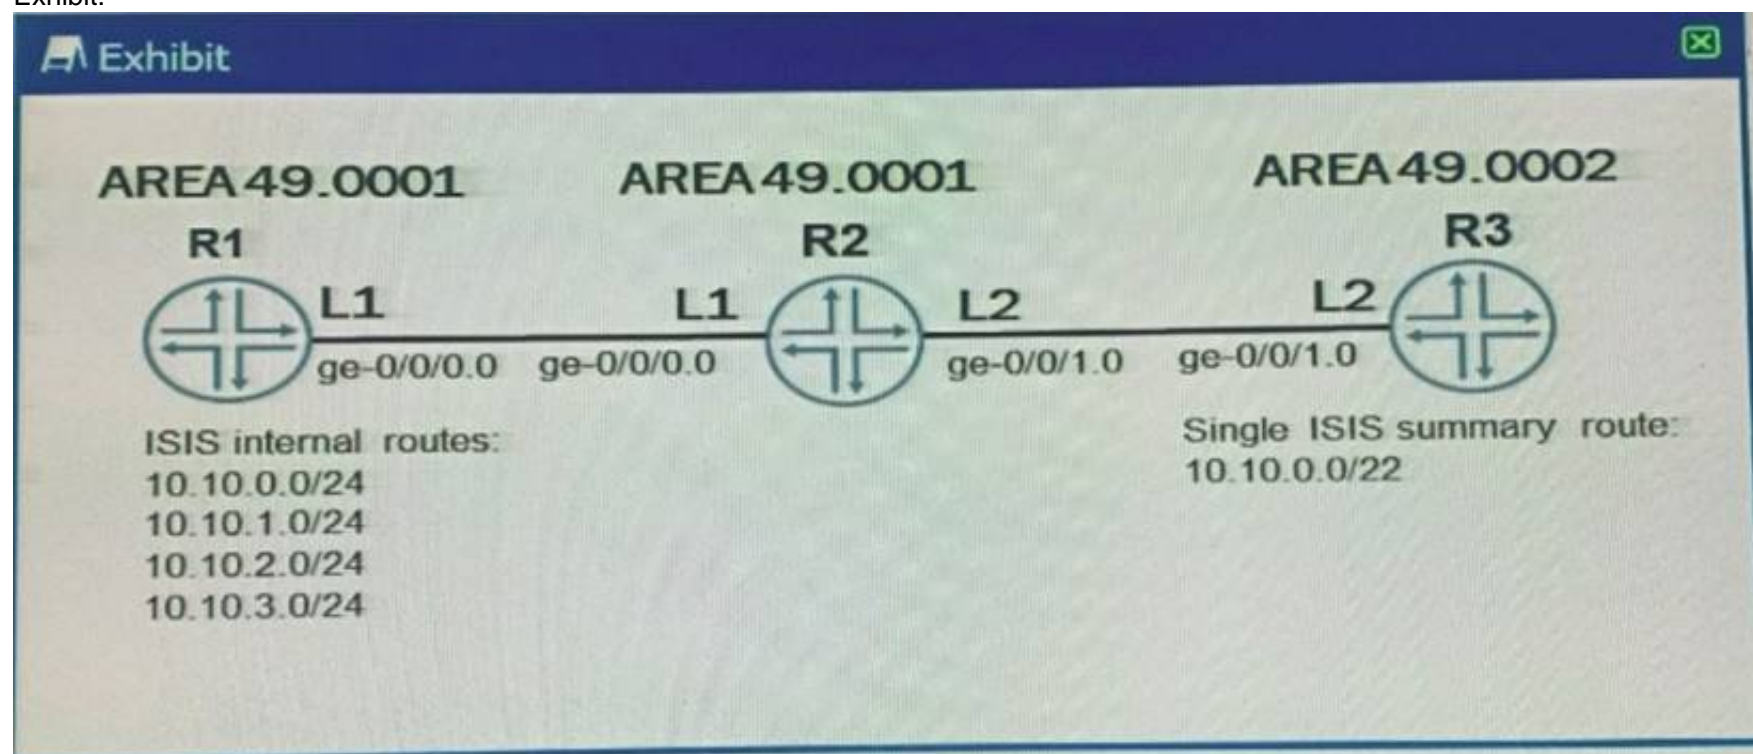 Exhibit:
Exhibit
AREA 49.0001 AREA 49.0001 AREA 49.0002
R1 R2 R3
L1 L1 L2 L2
ge-0/0/0.0 ge-0/0/0.0 ge-0/0/1.0 ge-0/0/1.0
ISIS internal routes:
10.10.0.0/24
10.10.1.0/24
10.10.2.0/24
10.10.3.0/24
Single ISIS summary route:
10.10.0.0/22